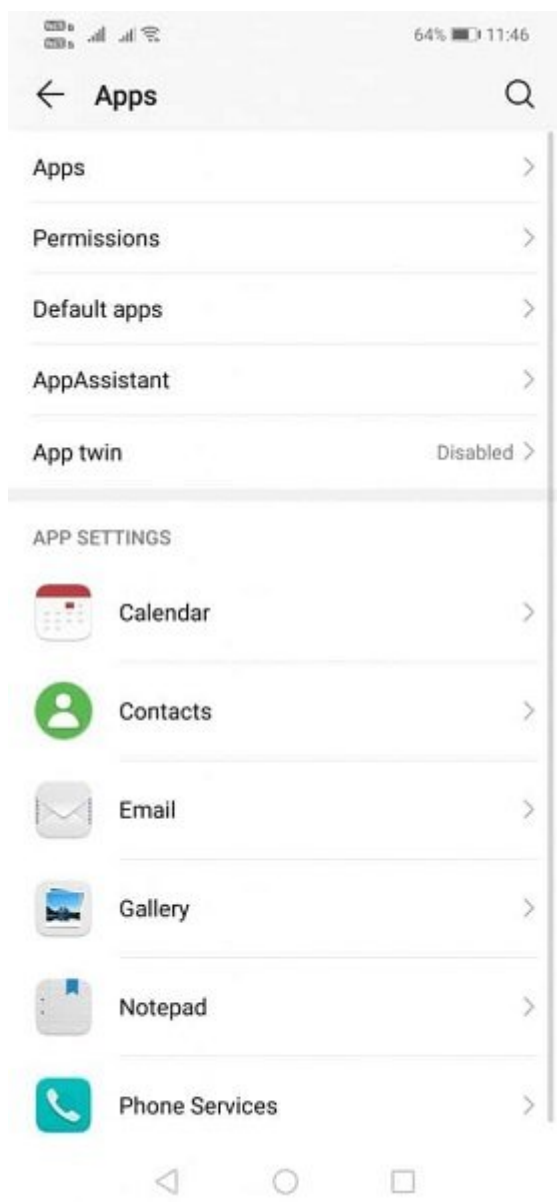 64% 11:46
Apps
Apps
Permissions
Default apps
AppAssistant
App twin Disabled
APP SETTINGS
Calendar
Contacts
Email
Gallery
Notepad
Phone Services